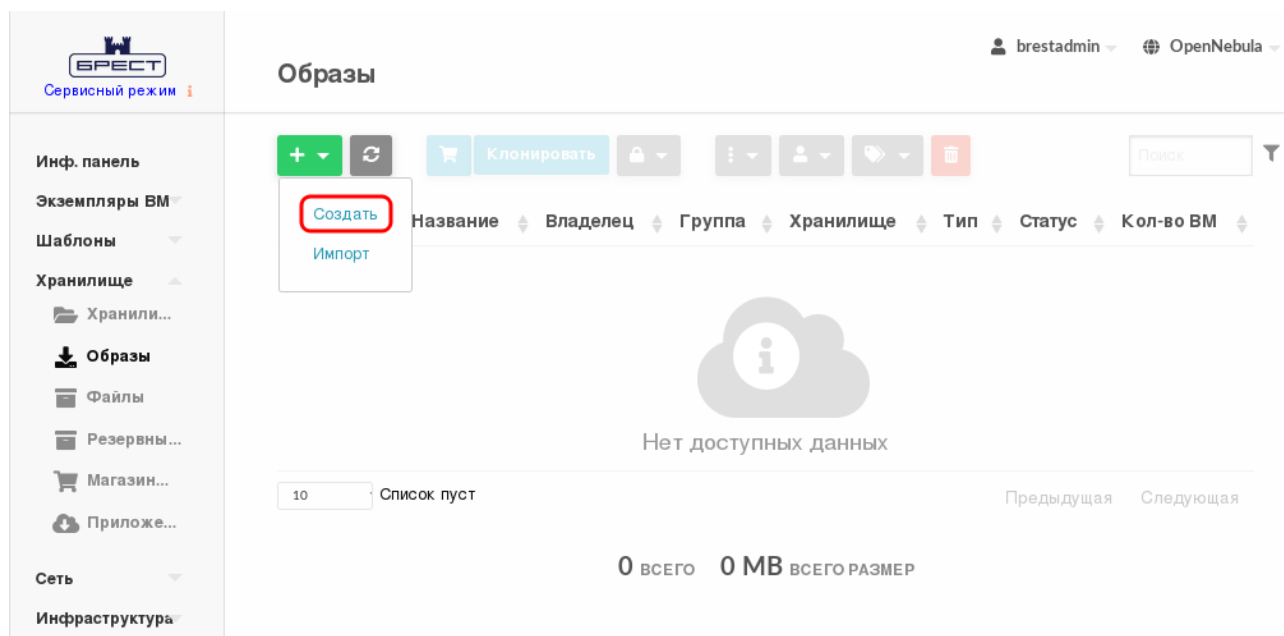 БРЕСТ
Сервисный режим
Образы
brestadmin
OpenNebula
Инф. панель
Экземпляры ВМ
Шаблоны
Хранилище
Хранили...
Образы
Файлы
Резервны...
Магазин...
Приложе...
Сеть
Инфраструктура
Клонировать
Поиск
Создать
Импорт
Название Владелец Группа Хранилище Тип Статус Кол-во ВМ
Нет доступных данных
10 Список пуст
Предыдущая Следующая
0 ВСЕГО 0 MB ВСЕГО РАЗМЕР